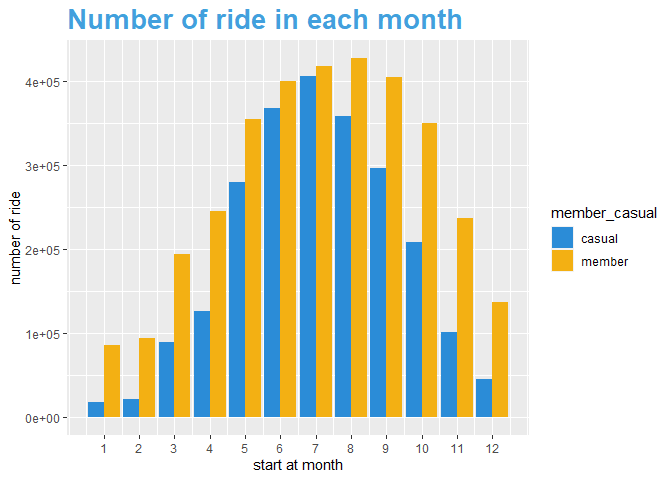 Number of ride in each month
number of ride
4e+05
3e+05
2e+05
1e+05
0e+00
1 2 3 4 5 6 7 8 9 10 11 12
start at month
member_casual
casual
member